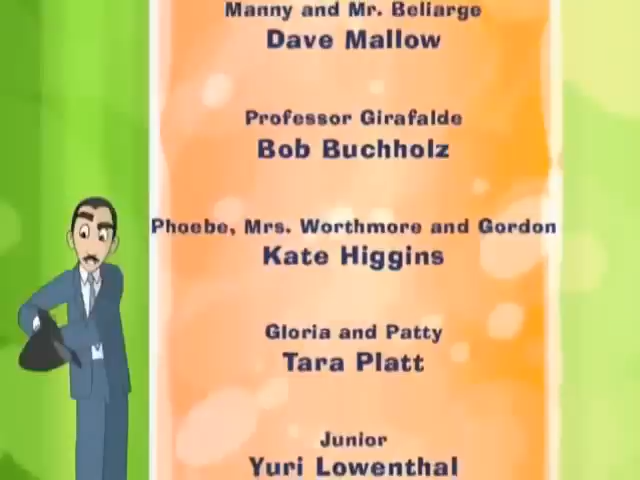 Manny and Mr. Beliarge
Dave Mallow
Professor Girafalde
Bob Buchholz
Phoebe, Mrs. Worthmore and Gordon
Kate Higgins
Gloria and Patty
Tara Platt
Junior
Yuri Lowenthal